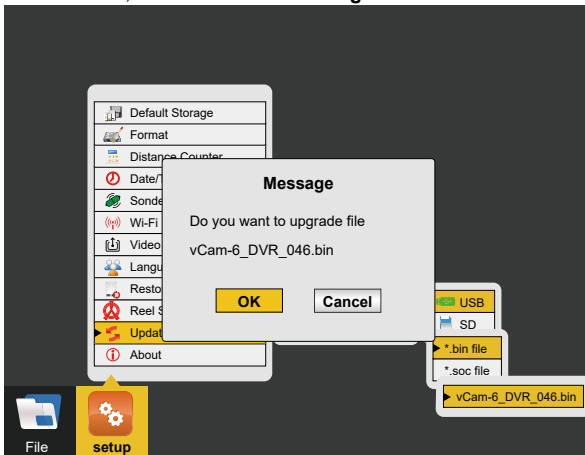 Default Storage
Format
Distance Counter
Date/T
Sonde
Wi-Fi
Video
Langu
Resto
Reel S
Updat
About
Message
Do you want to upgrade file
vCam-6_DVR_046.bin
OK
Cancel
USB
SD
*.bin file
*.soc file
vCam-6_DVR_046.bin
File
setup